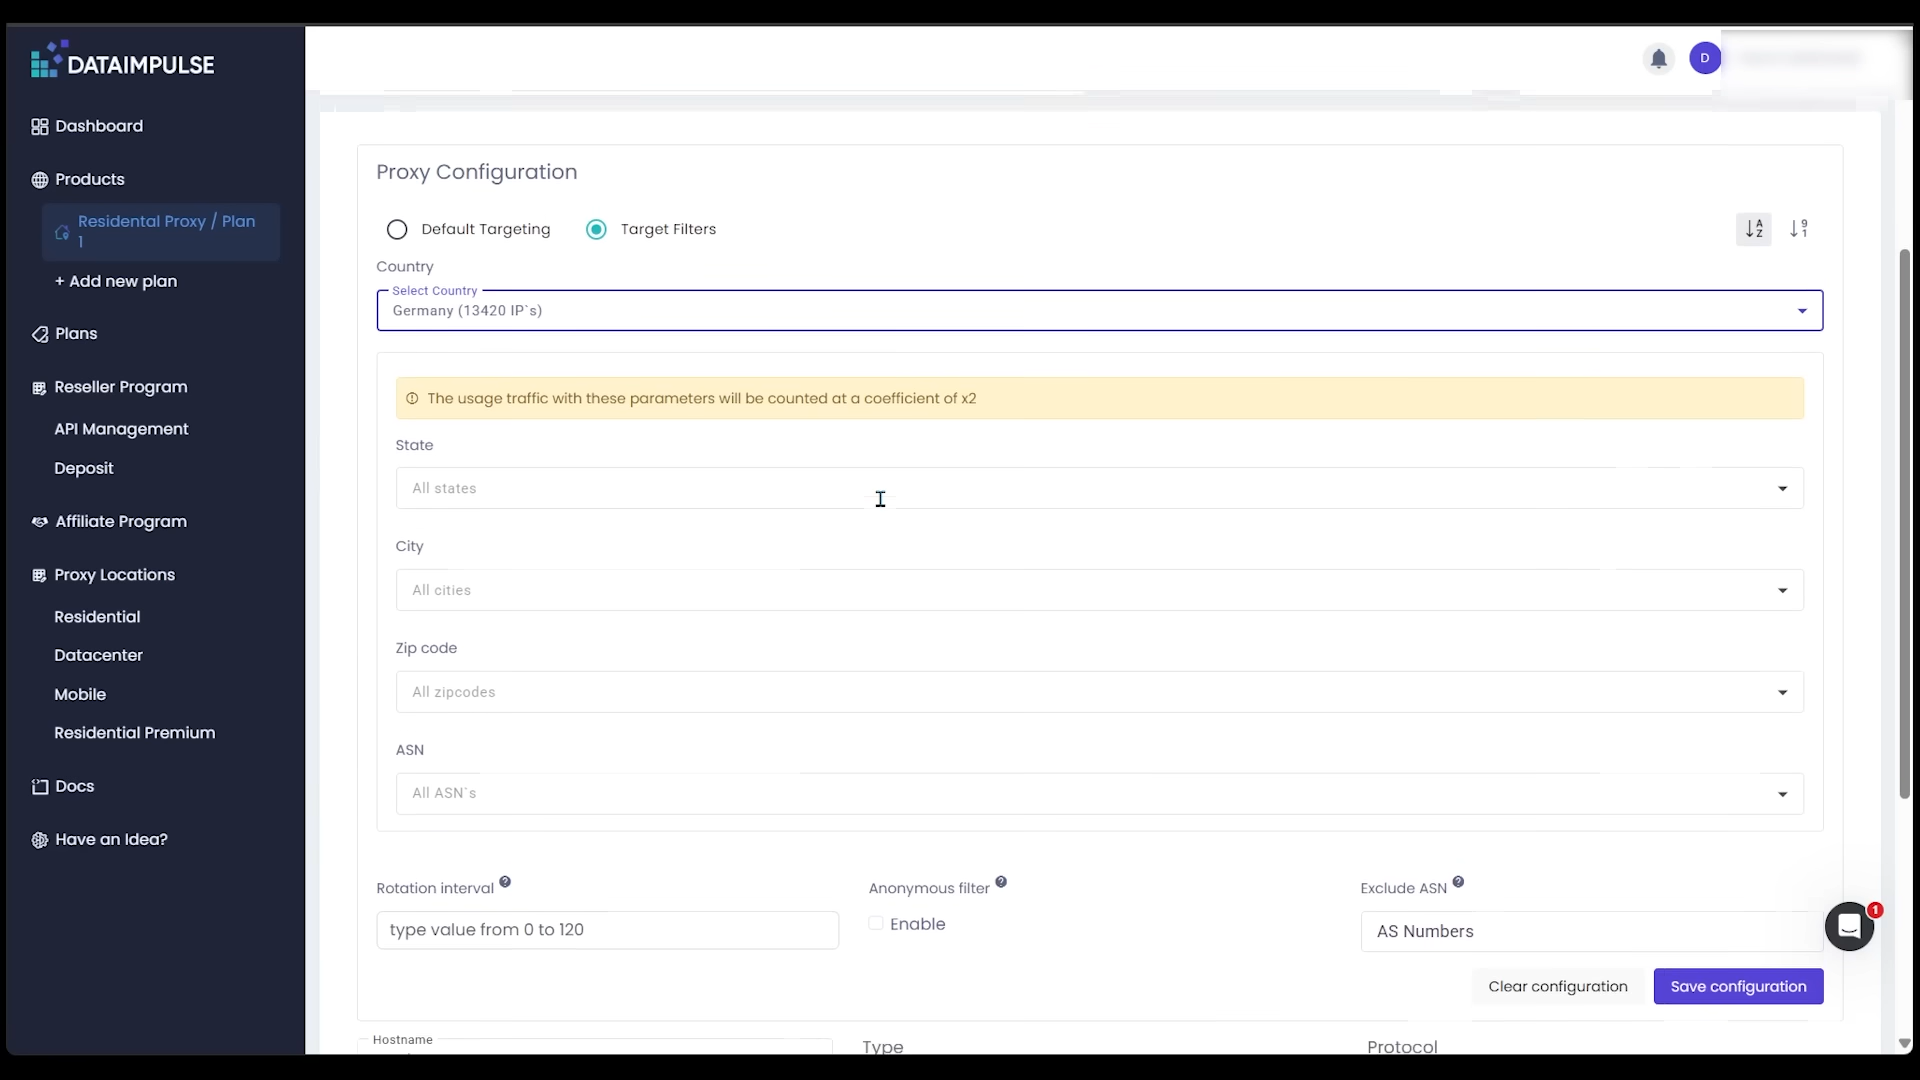 DATAIMPULSE
D
Dashboard
Products
Residental Proxy / Plan
1
+ Add new plan
Plans
Reseller Program
API Management
Deposit
Affiliate Program
Proxy Locations
Residential
Datacenter
Mobile
Residential Premium
Docs
Have an Idea?
Proxy Configuration
Default Targeting
Target Filters
A
Z
9
1
Country
Select Country
Germany (13420 IP`s)
The usage traffic with these parameters will be counted at a coefficient of x2
State
All states
City
All cities
Zip code
All zipcodes
ASN
All ASN`s
Rotation interval ?
type value from 0 to 120
Anonymous filter ?
Enable
Exclude ASN ?
AS Numbers
1
Clear configuration
Save configuration
Hostname
Type
Protocol